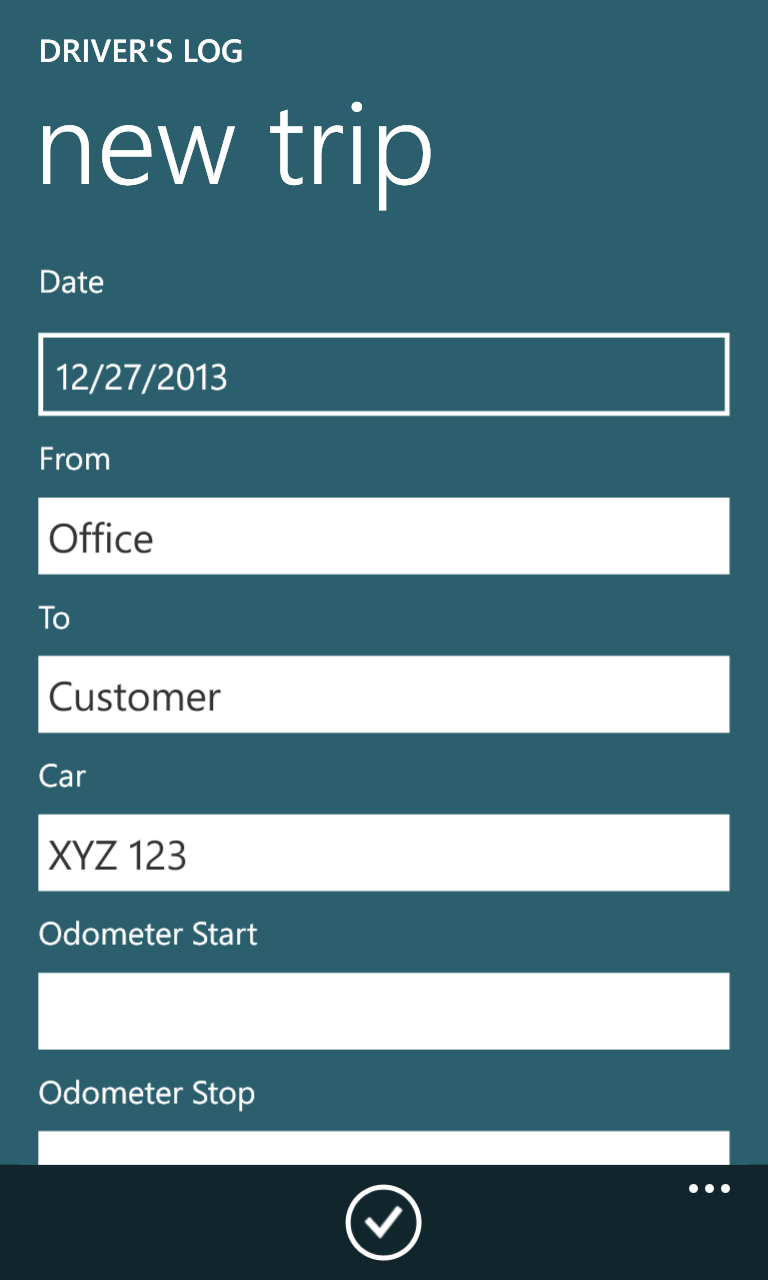 DRIVER'S LOG
new trip
Date
12/27/2013
From
Office
To
Customer
Car
XYZ 123
Odometer Start
Odometer Stop